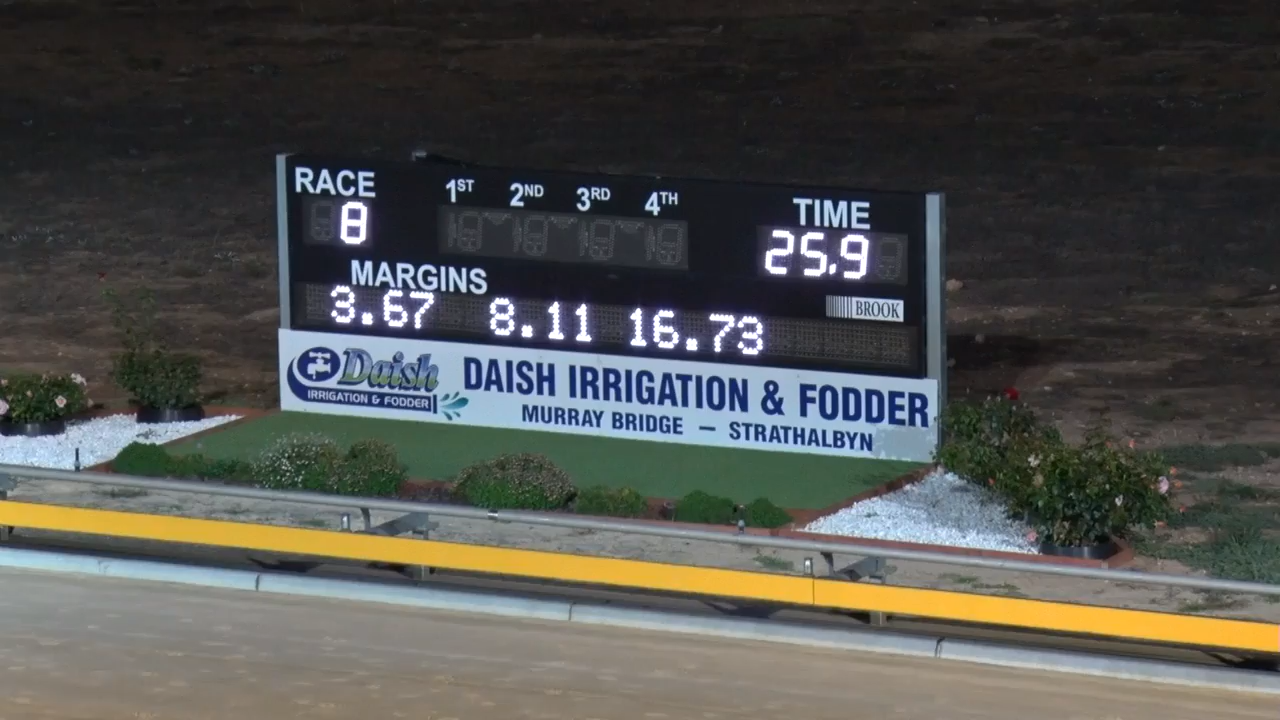 RACE 1ST 2ND 3RD 4TH TIME
8 25.9
MARGINS
BROOK
3.67 8.11 16.73
Daish
IRRIGATION & FODDER
DAISH IRRIGATION & FODDER
MURRAY BRIDGE – STRATHALBYN